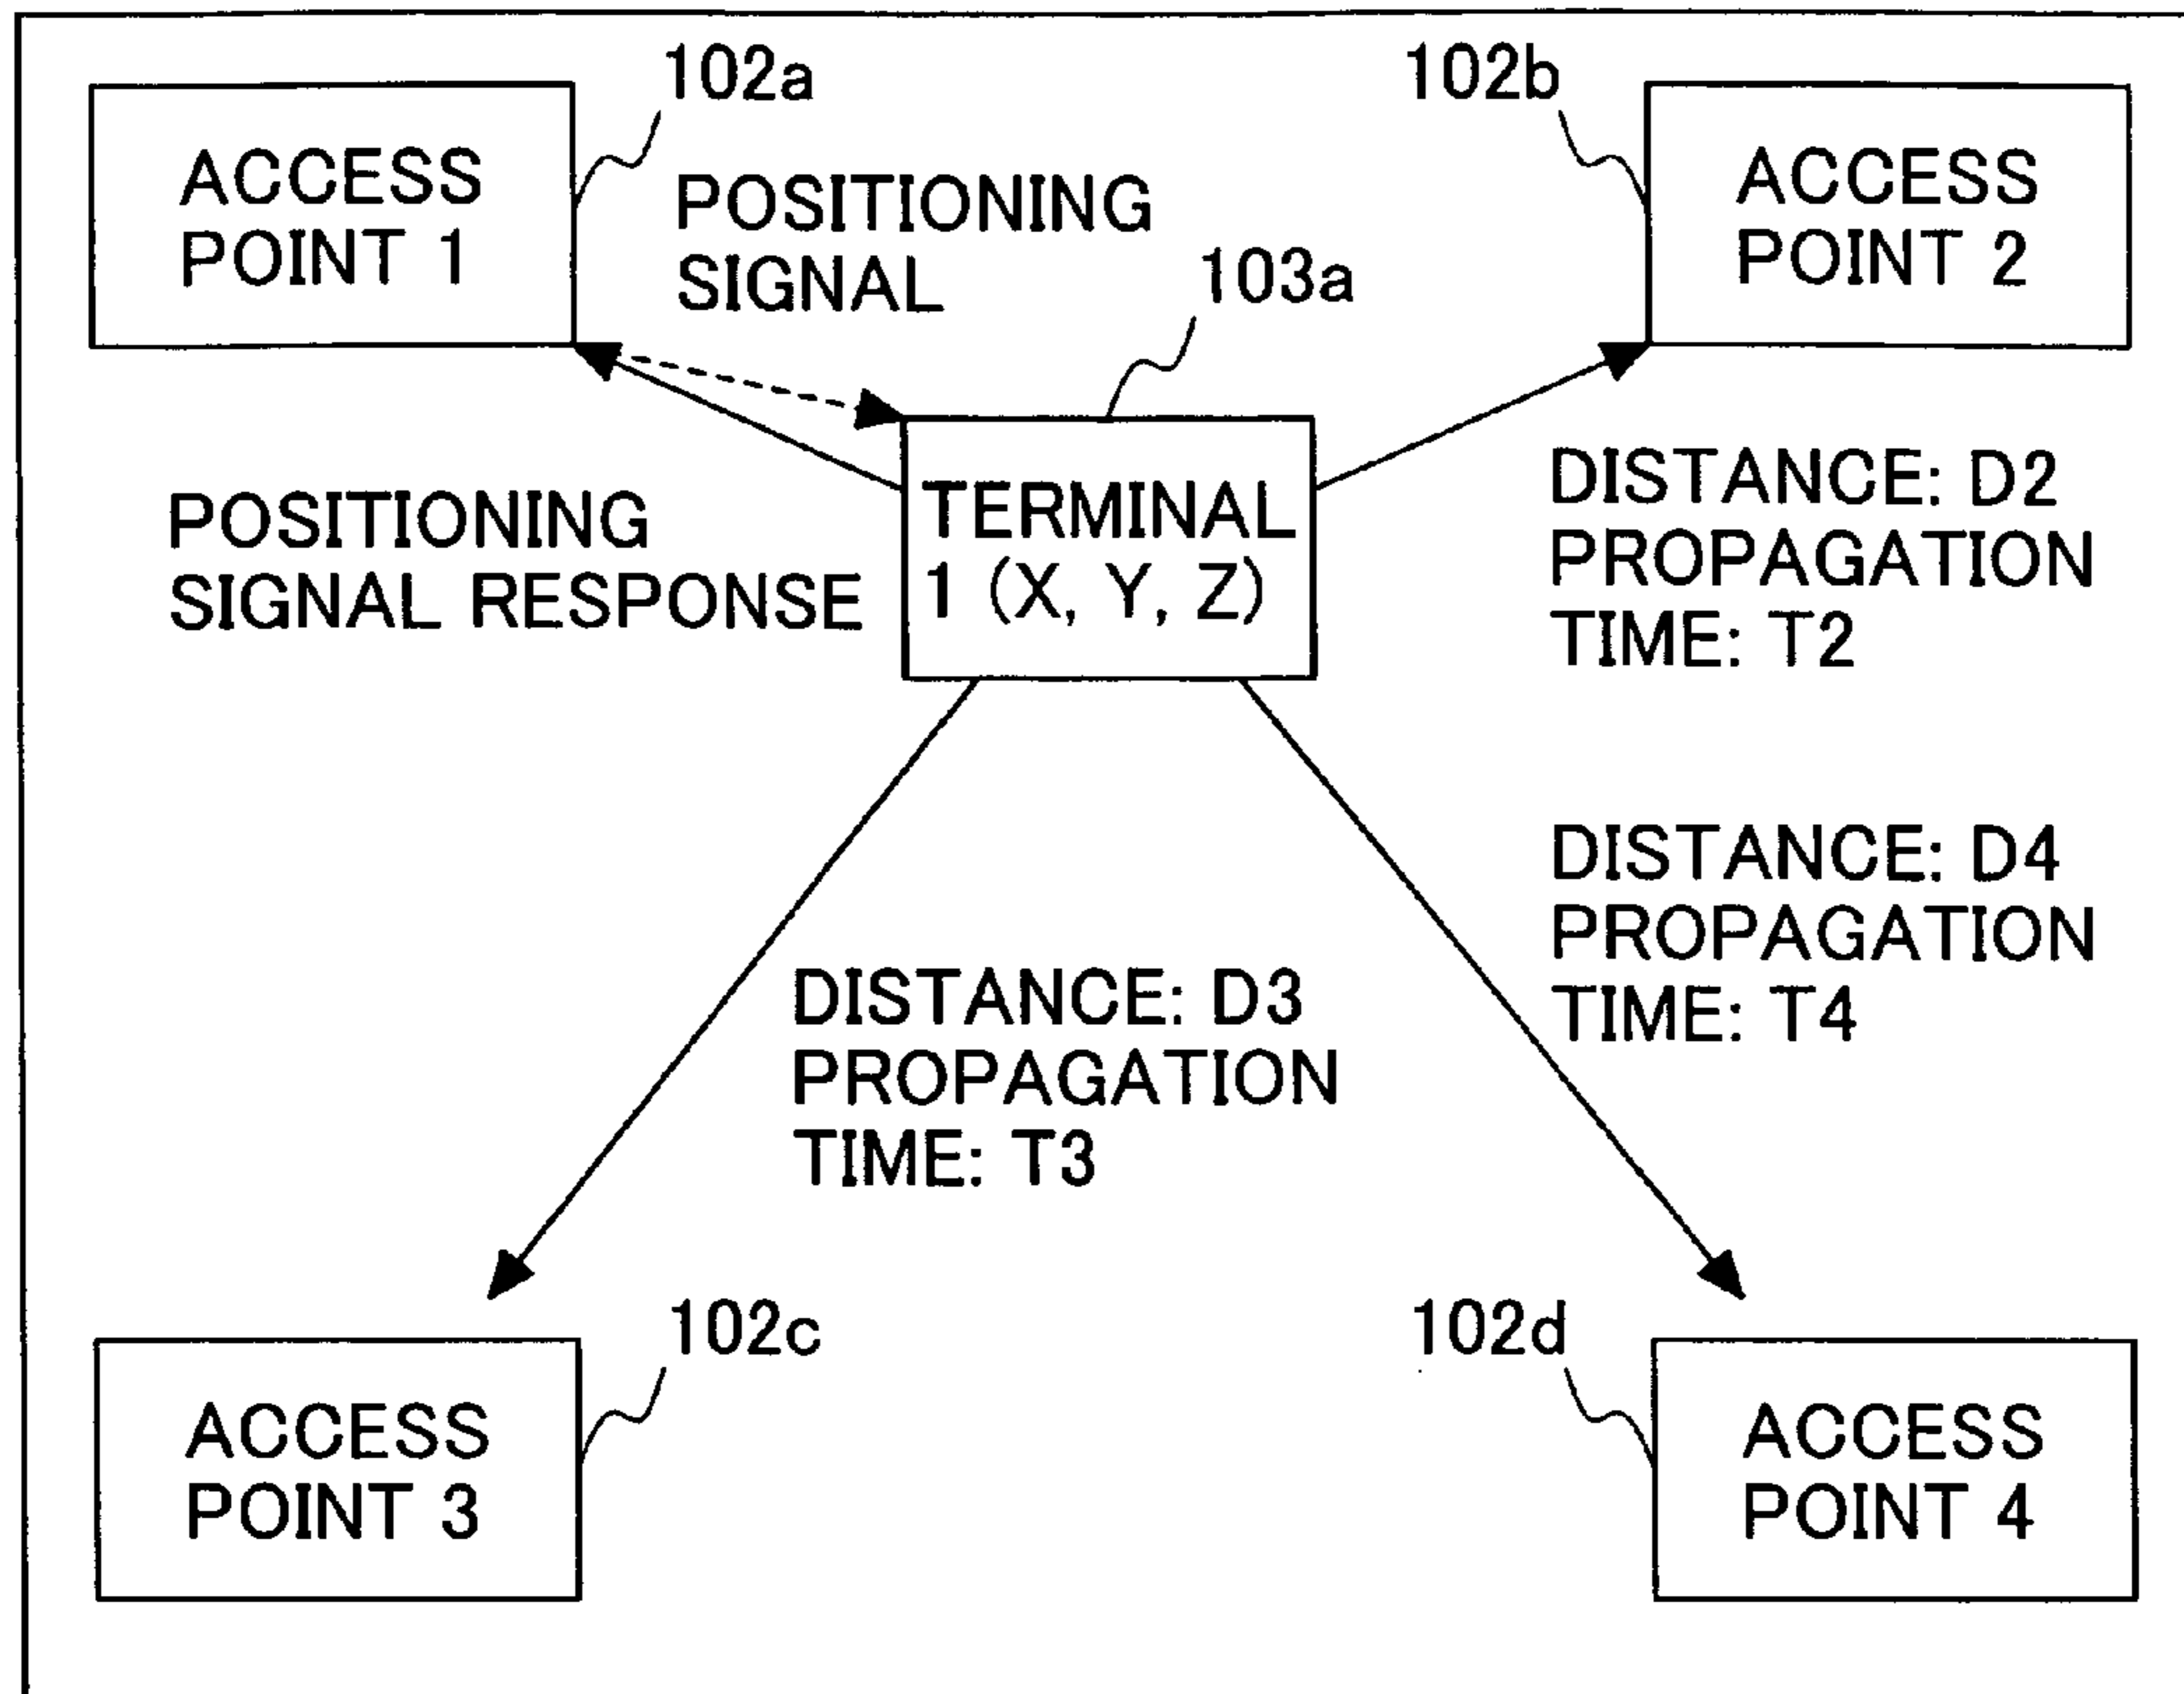 102a
102b
ACCESS
POINT 1
POSITIONING
SIGNAL
103a
ACCESS
POINT 2
POSITIONING
SIGNAL RESPONSE
TERMINAL
1 (X, Y, Z)
DISTANCE: D2
PROPAGATION
TIME: T2
DISTANCE: D3
PROPAGATION
TIME: T3
DISTANCE: D4
PROPAGATION
TIME: T4
102c
102d
ACCESS
POINT 3
ACCESS
POINT 4